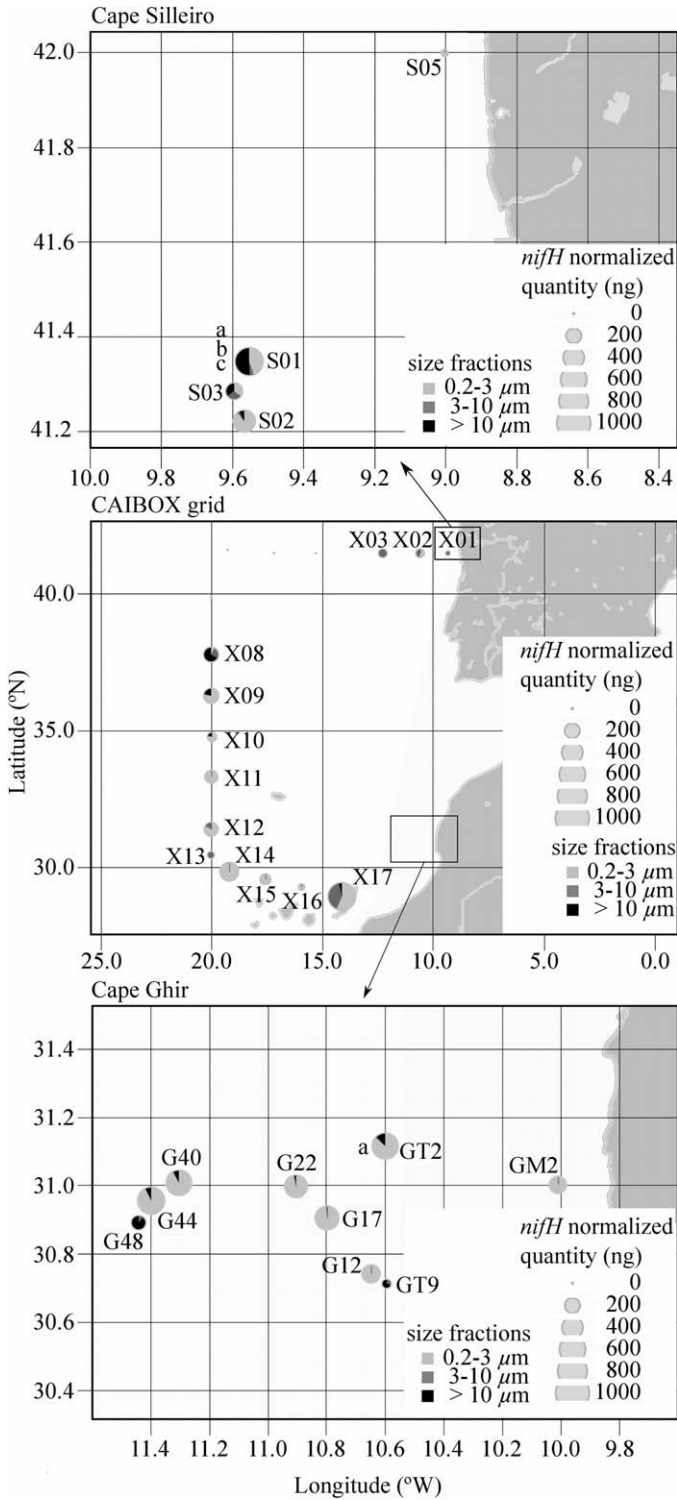 Cape Silleiro
42.0
S05
41.8
41.6
nifH normalized
quantity (ng)
0
200
400
600
800
1000
size fractions
0.2-3 µm
3-10 µm
> 10 µm
41.4
a
b
c
S01
S03
S02
41.2
10.0 9.8 9.6 9.4 9.2 9.0 8.8 8.6 8.4
CAIBOX grid
X03 X02 X01
40.0
X08
X09
35.0
X10
X11
X12
X13
X14
30.0
X15
X16
X17
nifH normalized
quantity (ng)
0
200
400
600
800
1000
size fractions
0.2-3 µm
3-10 µm
> 10 µm
Latitude (ºN)
25.0 20.0 15.0 10.0 5.0 0.0
Cape Ghir
31.4
31.2
a
GT2
G40
G22
GM2
31.0
G44
G17
G48
30.8
G12
GT9
nifH normalized
quantity (ng)
0
200
400
600
800
1000
size fractions
0.2-3 µm
3-10 µm
> 10 µm
30.6
30.4
11.4 11.2 11.0 10.8 10.6 10.4 10.2 10.0 9.8
Longitude (ºW)